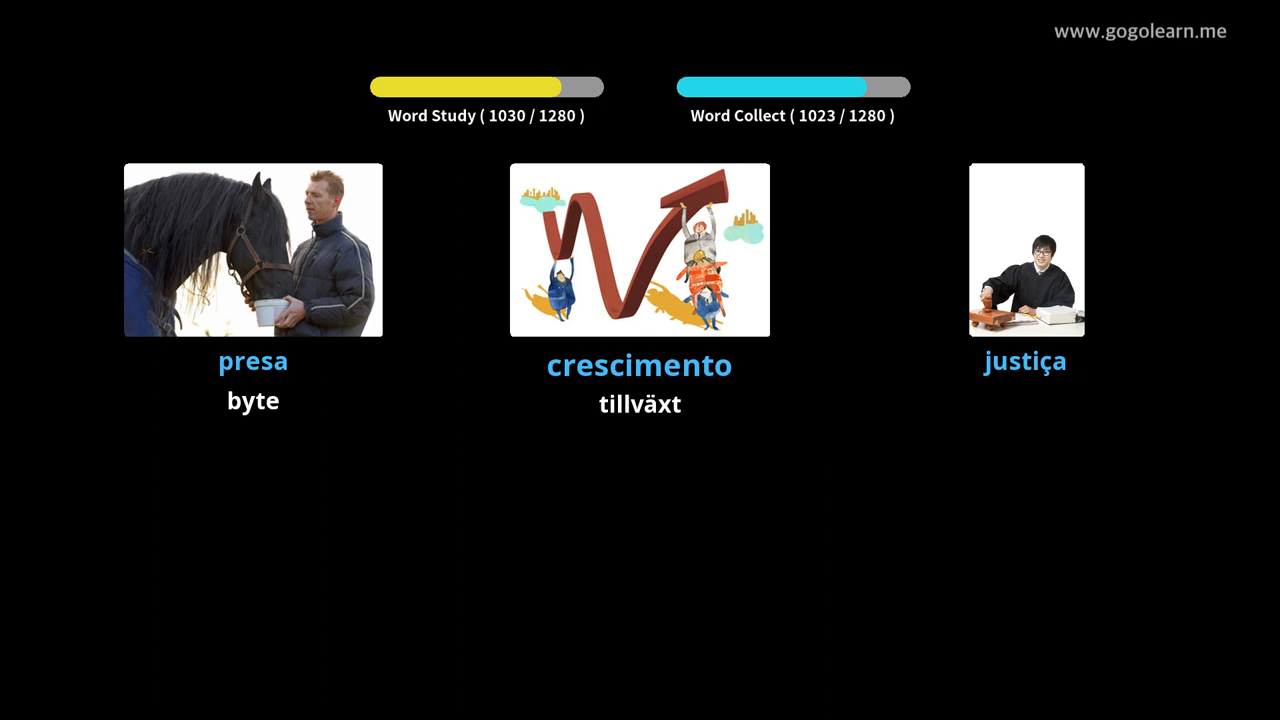 www.gogolearn.me
Word Study ( 1030 / 1280 )
Word Collect ( 1023 / 1280 )
presa
byte
crescimento
tillväxt
justiça